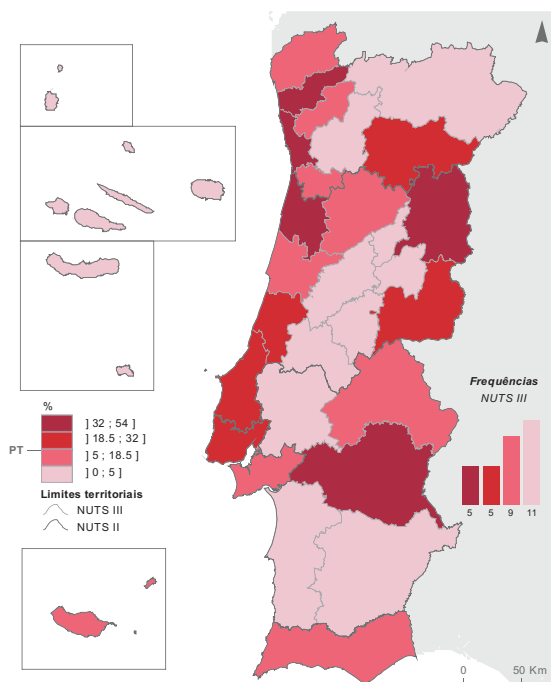 Frequências
NUTS III
5 5 9 11
%
] 32 ; 54 ]
] 18.5 ; 32 ]
PT
] 5 ; 18.5 ]
] 0 ; 5 ]
Limites territoriais
NUTS III
NUTS II
0 50 Km